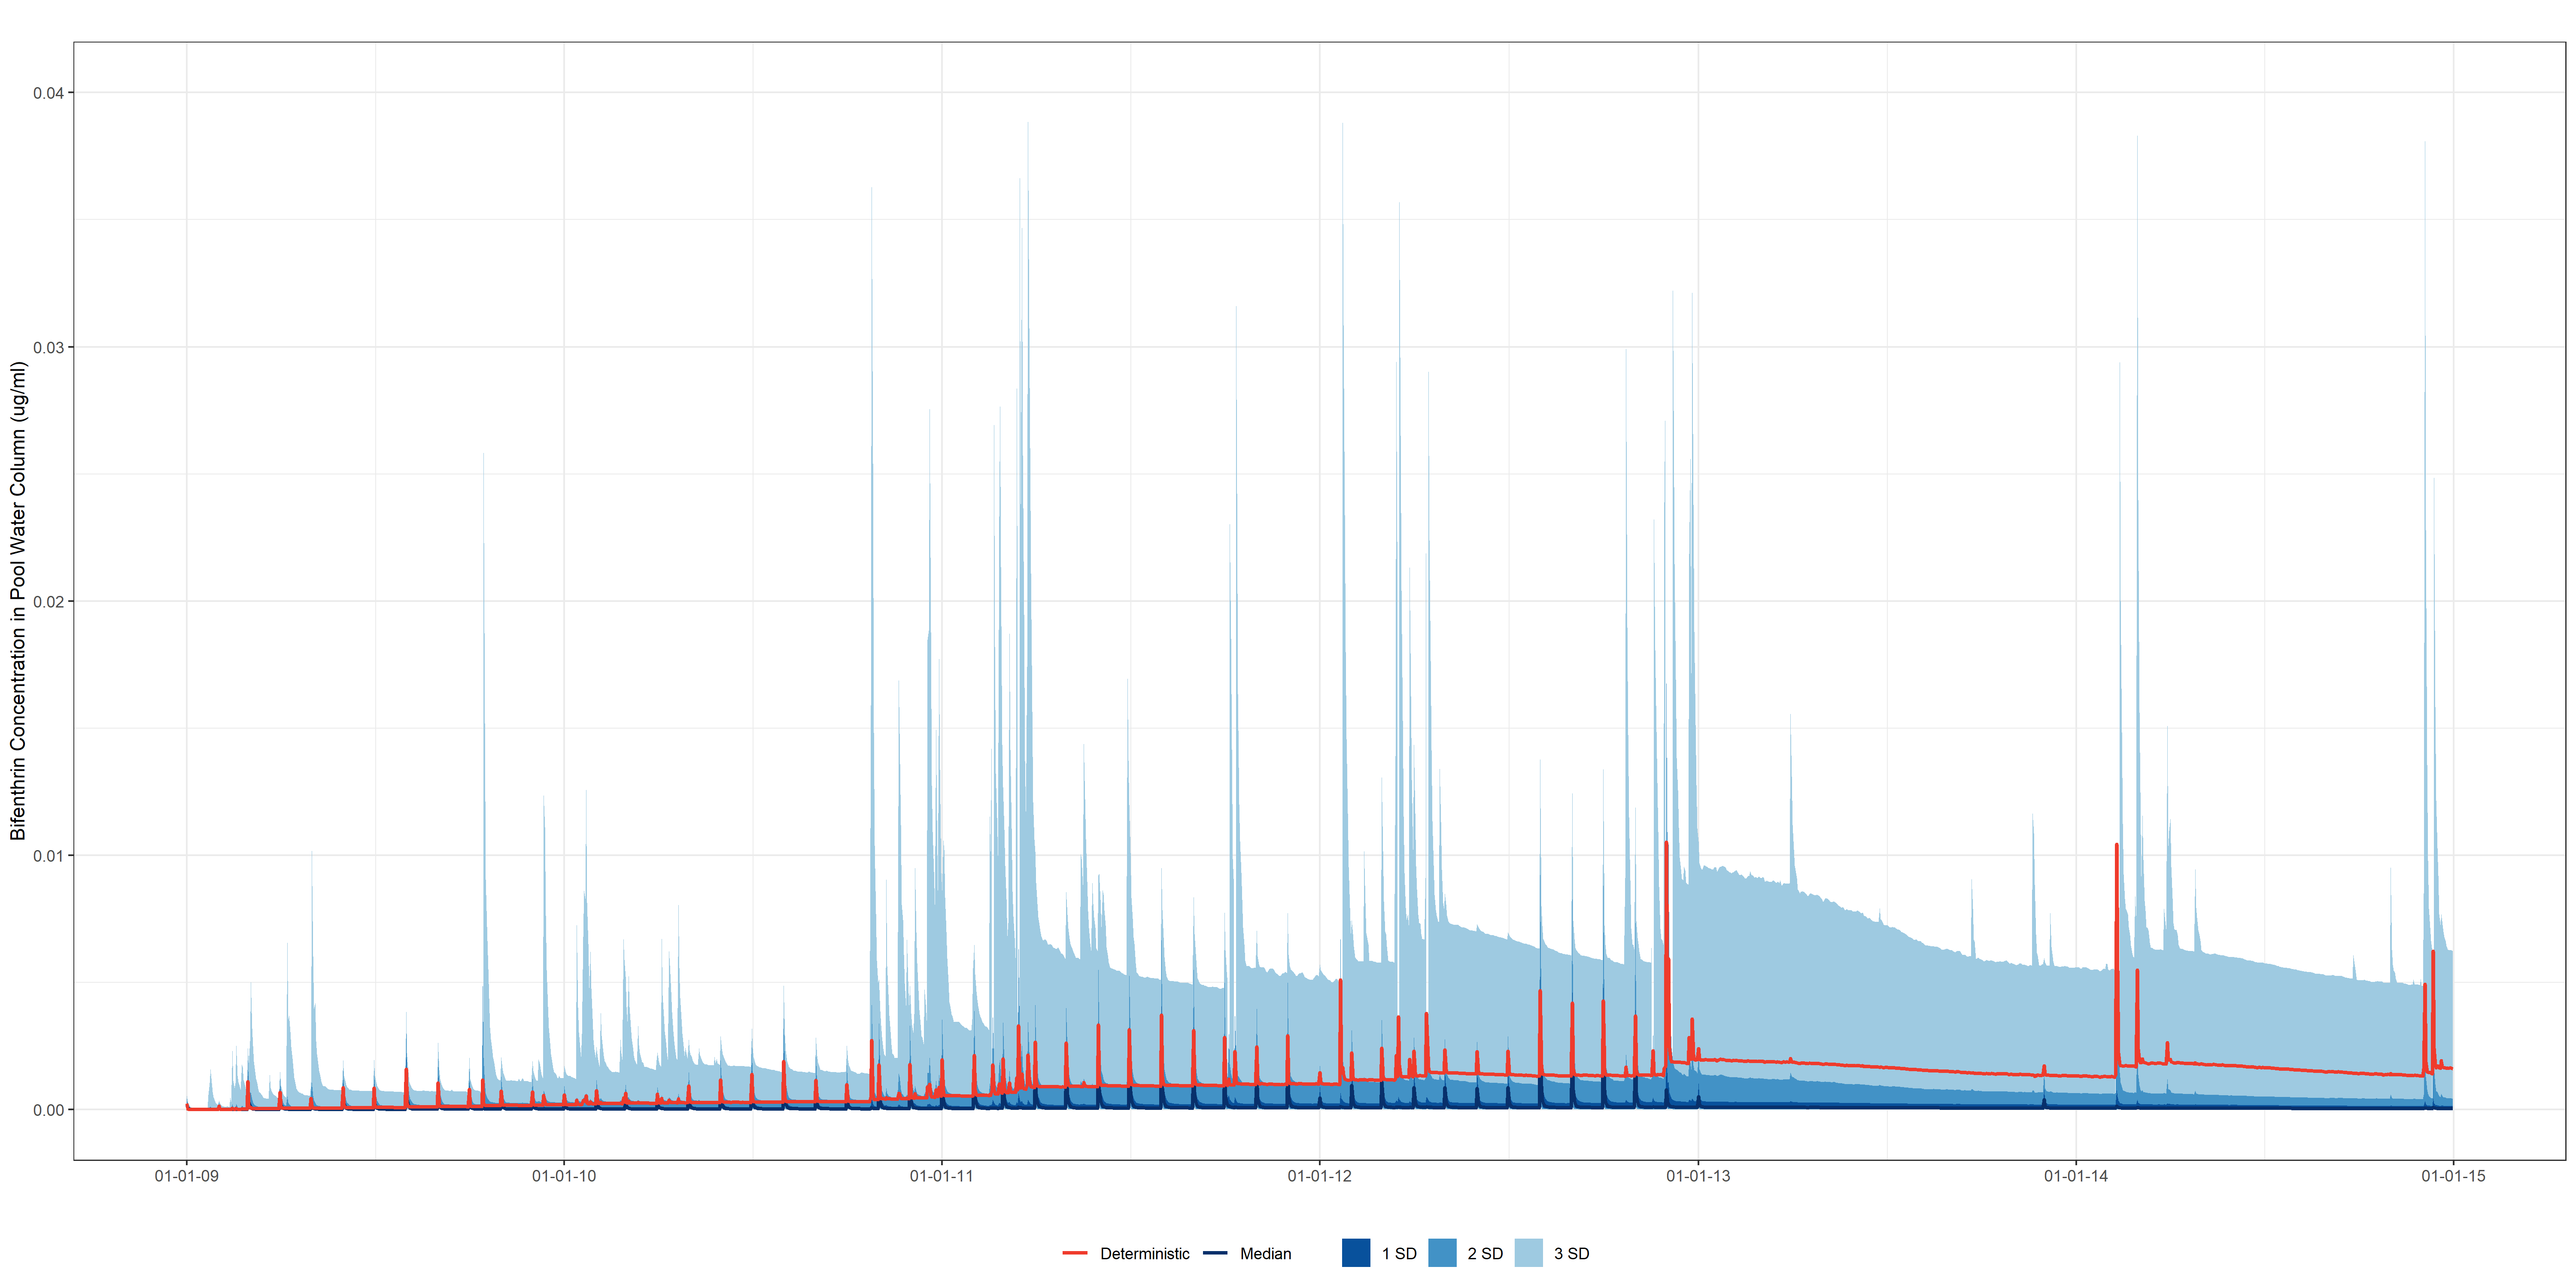 Bifenthrin Concentration in Pool Water Column (ug/ml)
0.04
0.03
0.02
0.01
0.00
01-01-09 01-01-10 01-01-11 01-01-12 01-01-13 01-01-14 01-01-15
Deterministic Median 1 SD 2 SD 3 SD